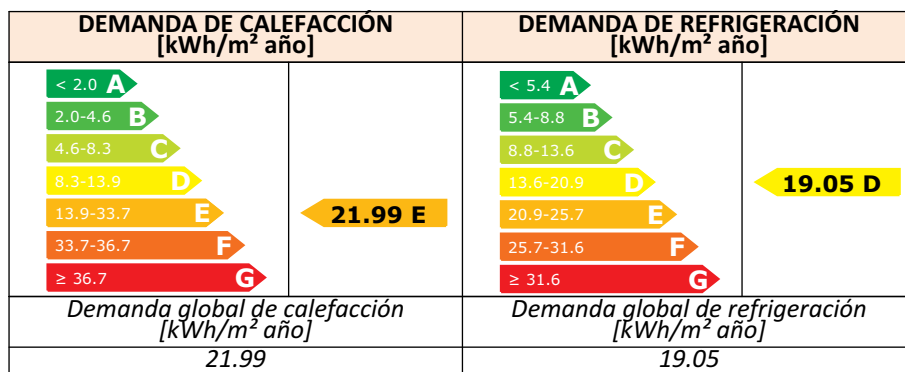 DEMANDA DE CALEFACCIÓN
[kWh/m² año]
DEMANDA DE REFRIGERACIÓN
[kWh/m² año]
< 2.0 A
2.0-4.6 B
4.6-8.3 C
8.3-13.9 D
13.9-33.7 E
33.7-36.7 F
≥ 36.7 G
21.99 E
< 5.4 A
5.4-8.8 B
8.8-13.6 C
13.6-20.9 D
20.9-25.7 E
25.7-31.6 F
≥ 31.6 G
19.05 D
Demanda global de calefacción
[kWh/m² año]
Demanda global de refrigeración
[kWh/m² año]
21.99
19.05